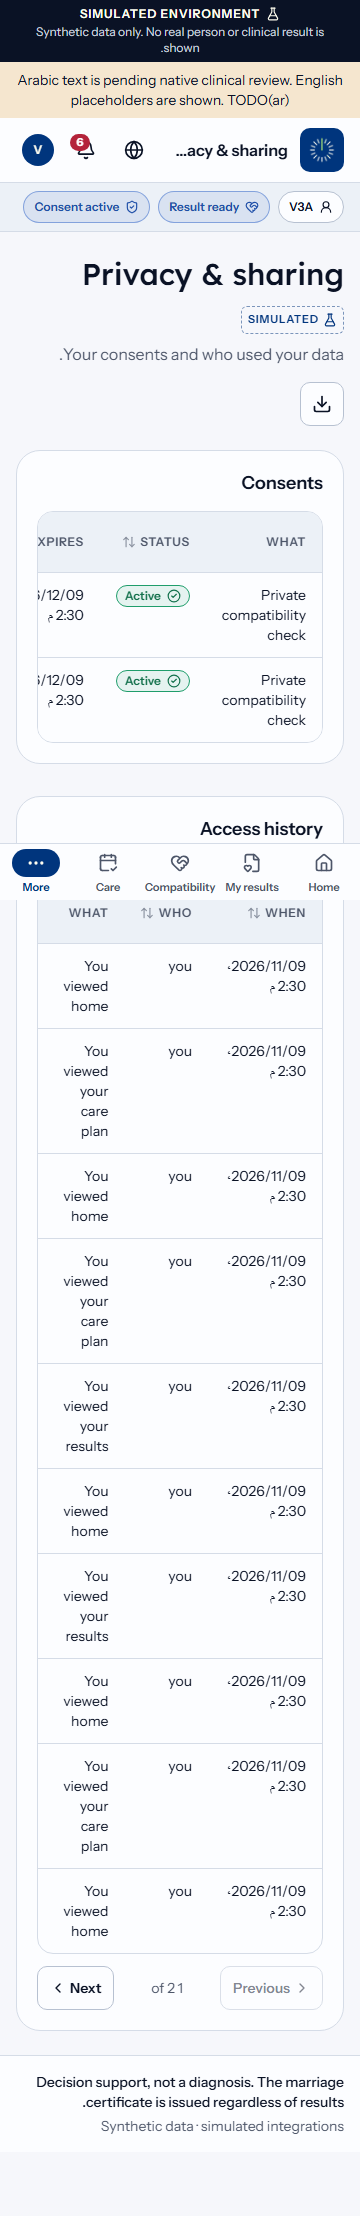 SIMULATED ENVIRONMENT
Synthetic data only. No real person or clinical result is
.shown
Arabic text is pending native clinical review. English
placeholders are shown. TODO(ar)
...acy & sharing
6
V
V3A
Result ready
Consent active
Privacy & sharing
SIMULATED
.Your consents and who used your data
Consents
WHAT
STATUS
XPIRES
Private
compatibility
check
Active
6/12/09
2:30 م
Private
compatibility
check
Active
6/12/09
2:30 م
Access history
Home
My results
Compatibility
Care
More
WHEN
WHO
WHAT
2026/11/09،
2:30 م
you
You
viewed
home
2026/11/09،
2:30 م
you
You
viewed
your
care
plan
2026/11/09،
2:30 م
you
You
viewed
home
2026/11/09،
2:30 م
you
You
viewed
your
care
plan
2026/11/09،
2:30 م
you
You
viewed
your
results
2026/11/09،
2:30 م
you
You
viewed
home
2026/11/09،
2:30 م
you
You
viewed
your
results
2026/11/09،
2:30 م
you
You
viewed
home
2026/11/09،
2:30 م
you
You
viewed
your
care
plan
2026/11/09،
2:30 م
you
You
viewed
home
Previous
of 2 1
Next
Decision support, not a diagnosis. The marriage
.certificate is issued regardless of results
Synthetic data · simulated integrations